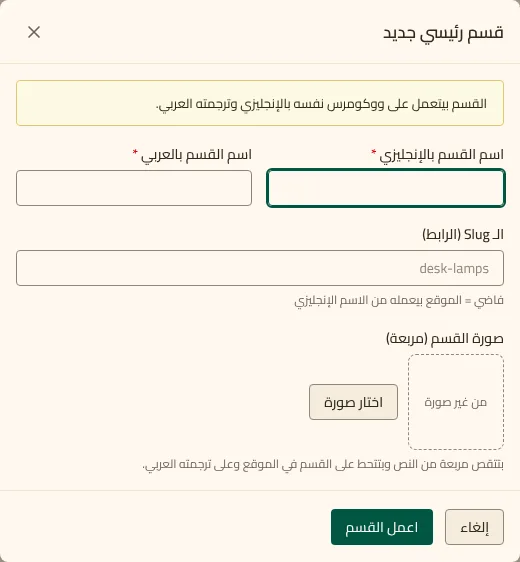 قسم رئيسي جديد
القسم بيتعمل على ووكومرس نفسه بالإنجليزي وترجمته العربي.
اسم القسم بالإنجليزي *
اسم القسم بالعربي *
الـ Slug (الرابط)
desk-lamps
فاضي = الموقع بيعمله من الاسم الإنجليزي
صورة القسم (مربعة)
من غير صورة
اختار صورة
بتتقص مربعة من النص وبتتحط على القسم في الموقع وعلى ترجمته العربي.
إلغاء
اعمل القسم